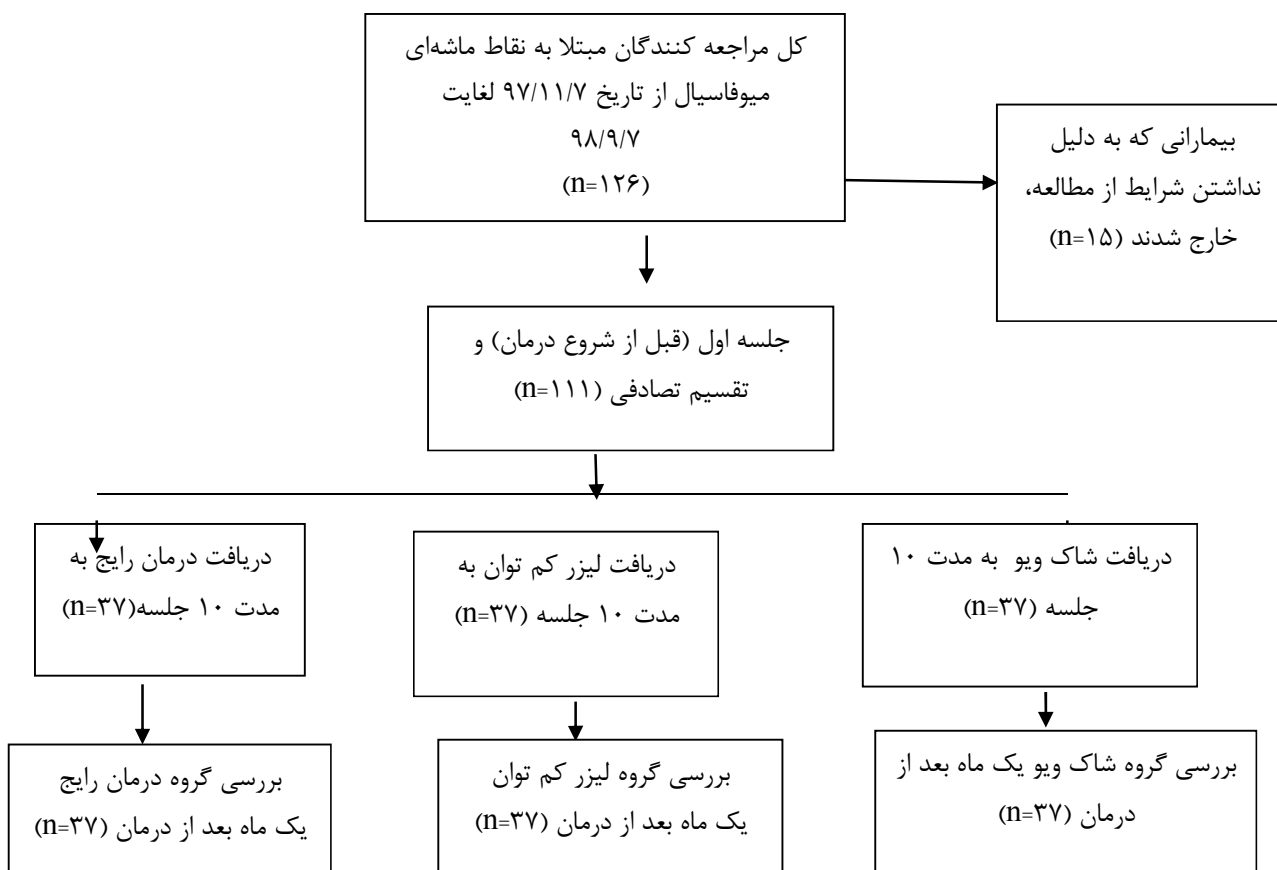 کل مراجعه کنندگان مبتلا به نقاط ماشه‌ای
میوفاسیال از تاریخ ۹۷/۱۱/۷ لغایت
۹۸/۹/۷
(n=۱۲۶)
بیمارانی که به دلیل
نداشتن شرایط از مطالعه،
خارج شدند (n=۱۵)
جلسه اول (قبل از شروع درمان) و
تقسیم تصادفی (n=۱۱۱)
دریافت شاک ویو به مدت ۱۰
جلسه (n=۳۷)
دریافت لیزر کم توان به
مدت ۱۰ جلسه (n=۳۷)
دریافت درمان رایج به
مدت ۱۰ جلسه(n=۳۷)
بررسی گروه شاک ویو یک ماه بعد از
درمان (n=۳۷)
بررسی گروه لیزر کم توان
یک ماه بعد از درمان (n=۳۷)
بررسی گروه درمان رایج
یک ماه بعد از درمان (n=۳۷)